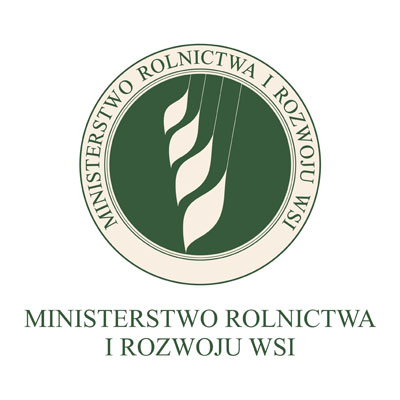 MINISTERSTWO ROLNICTWA I ROZWOJU WSI
MINISTERSTWO ROLNICTWA
I ROZWOJU WSI